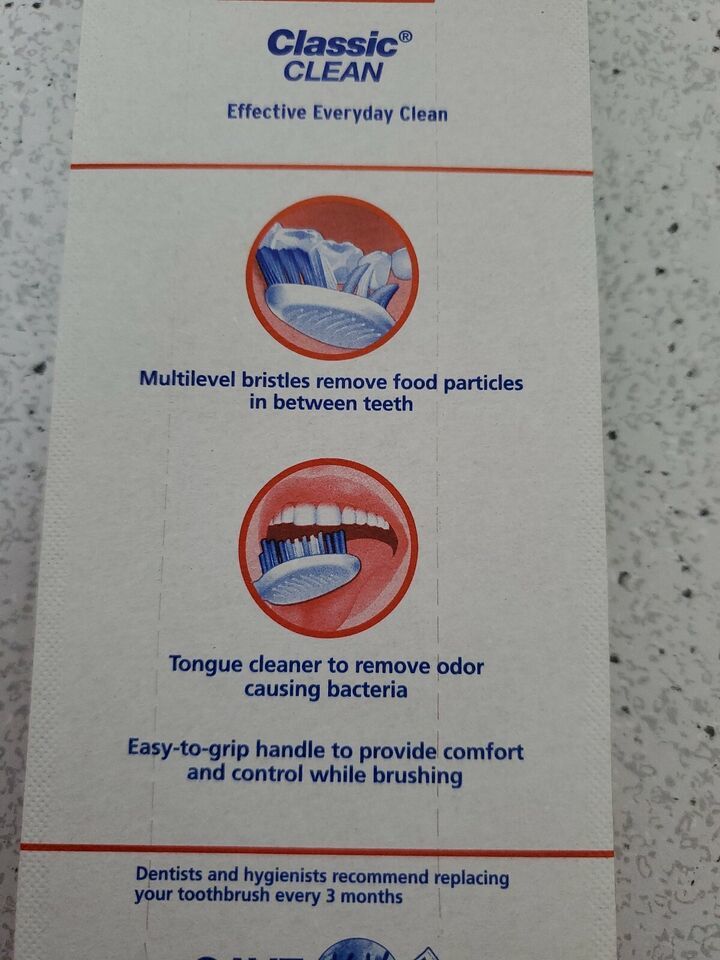 Classic®
CLEAN
Effective Everyday Clean
Multilevel bristles remove food particles
in between teeth
Tongue cleaner to remove odor
causing bacteria
Easy-to-grip handle to provide comfort
and control while brushing
Dentists and hygienists recommend replacing
your toothbrush every 3 months